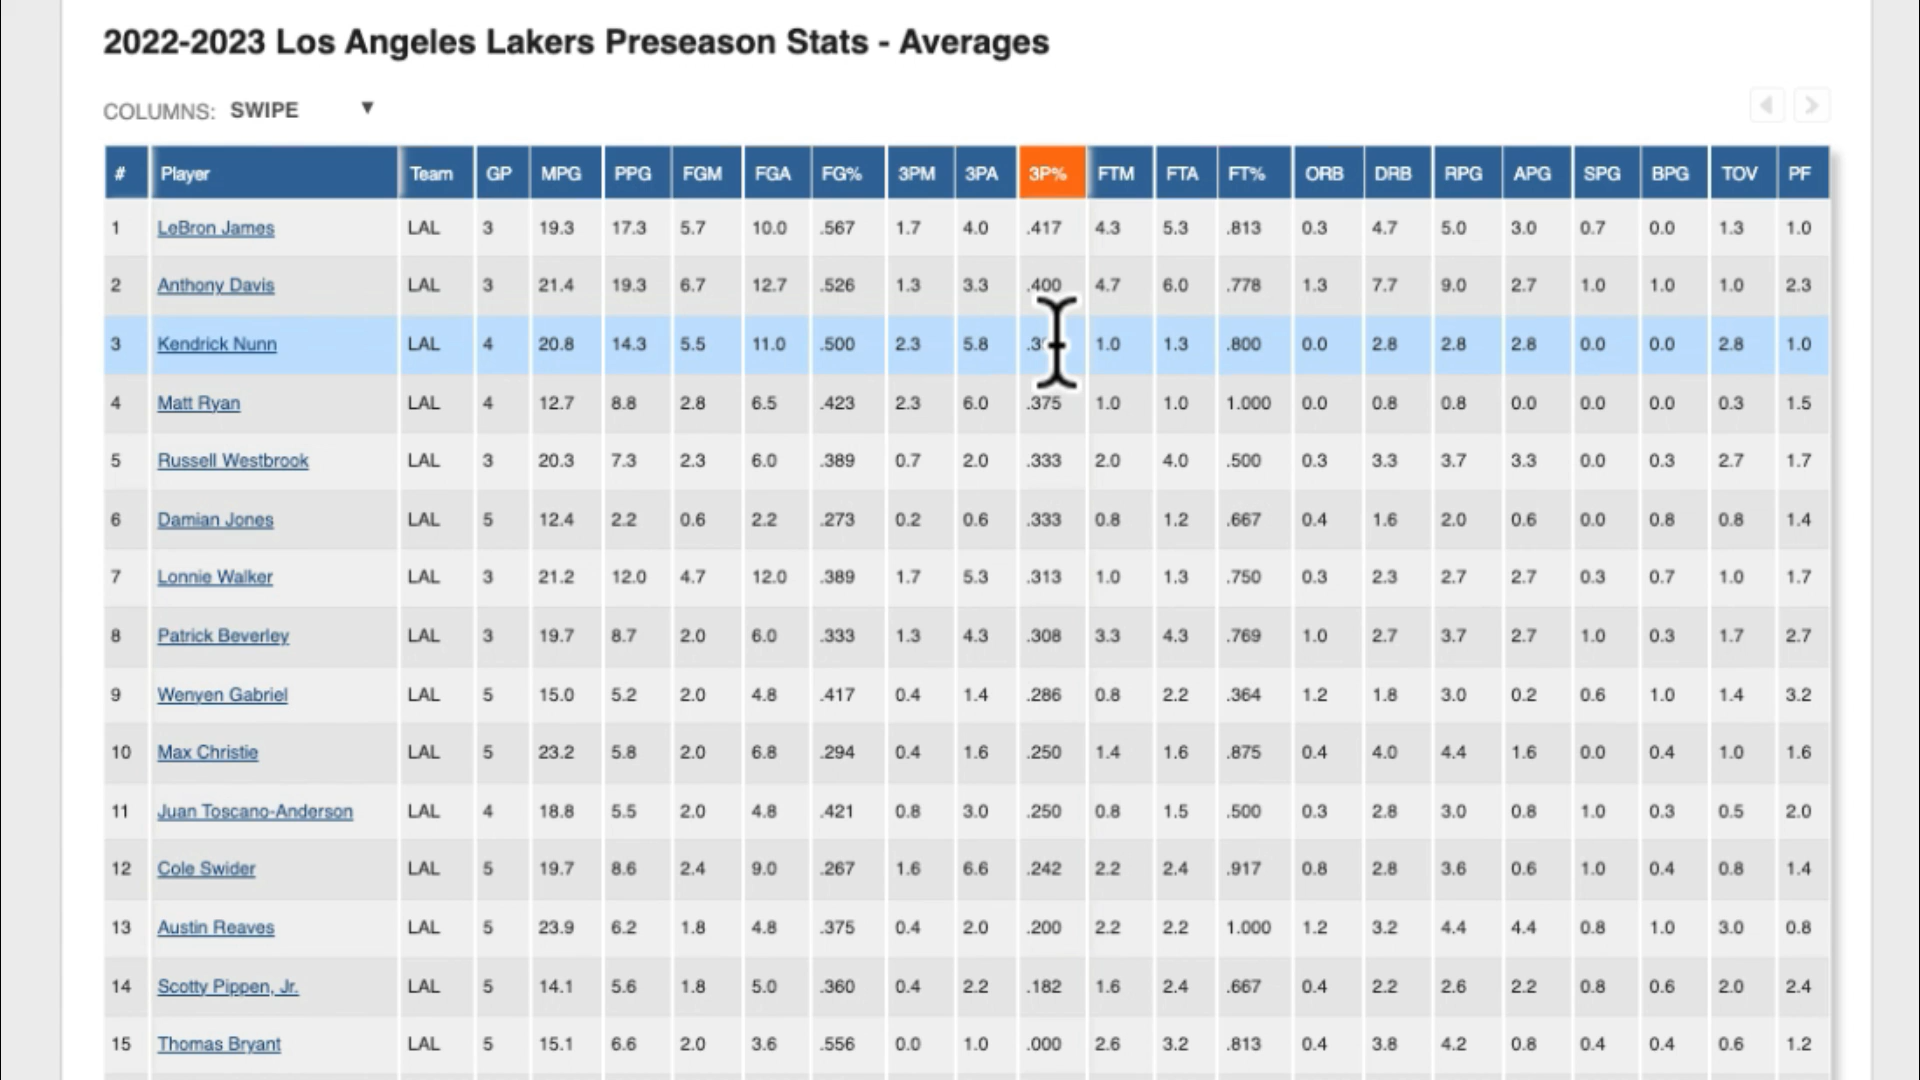 2022-2023 Los Angeles Lakers Preseason Stats - Averages
COLUMNS: SWIPE
# Player Team GP MPG PPG FGM FGA FG% 3PM 3PA 3P% FTM FTA FT% ORB DRB RPG APG SPG BPG TOV PF
1 LeBron James LAL 3 19.3 17.3 5.7 10.0 .567 1.7 4.0 .417 4.3 5.3 .813 0.3 4.7 5.0 3.0 0.7 0.0 1.3 1.0
2 Anthony Davis LAL 3 21.4 19.3 6.7 12.7 .526 1.3 3.3 .400 4.7 6.0 .778 1.3 7.7 9.0 2.7 1.0 1.0 1.0 2.3
3 Kendrick Nunn LAL 4 20.8 14.3 5.5 11.0 .500 2.3 5.8 1.0 1.3 .800 0.0 2.8 2.8 2.8 0.0 0.0 2.8 1.0
4 Matt Ryan LAL 4 12.7 8.8 2.8 6.5 .423 2.3 6.0 .375 1.0 1.0 1.000 0.0 0.8 0.8 0.0 0.0 0.0 0.3 1.5
5 Russell Westbrook LAL 3 20.3 7.3 2.3 6.0 .389 0.7 2.0 .333 2.0 4.0 .500 0.3 3.3 3.7 3.3 0.0 0.3 2.7 1.7
6 Damian Jones LAL 5 12.4 2.2 0.6 2.2 .273 0.2 0.6 .333 0.8 1.2 .667 0.4 1.6 2.0 0.6 0.0 0.8 0.8 1.4
7 Lonnie Walker LAL 3 21.2 12.0 4.7 12.0 .389 1.7 5.3 .313 1.0 1.3 .750 0.3 2.3 2.7 2.7 0.3 0.7 1.0 1.7
8 Patrick Beverley LAL 3 19.7 8.7 2.0 6.0 .333 1.3 4.3 .308 3.3 4.3 .769 1.0 2.7 3.7 2.7 1.0 0.3 1.7 2.7
9 Wenyen Gabriel LAL 5 15.0 5.2 2.0 4.8 .417 0.4 1.4 .286 0.8 2.2 .364 1.2 1.8 3.0 0.2 0.6 1.0 1.4 3.2
10 Max Christie LAL 5 23.2 5.8 2.0 6.8 .294 0.4 1.6 .250 1.4 1.6 .875 0.4 4.0 4.4 1.6 0.0 0.4 1.0 1.6
11 Juan Toscano-Anderson LAL 4 18.8 5.5 2.0 4.8 .421 0.8 3.0 .250 0.8 1.5 .500 0.3 2.8 3.0 0.8 1.0 0.3 0.5 2.0
12 Cole Swider LAL 5 19.7 8.6 2.4 9.0 .267 1.6 6.6 .242 2.2 2.4 .917 0.8 2.8 3.6 0.6 1.0 0.4 0.8 1.4
13 Austin Reaves LAL 5 23.9 6.2 1.8 4.8 .375 0.4 2.0 .200 2.2 2.2 1.000 1.2 3.2 4.4 4.4 0.8 1.0 3.0 0.8
14 Scotty Pippen, Jr. LAL 5 14.1 5.6 1.8 5.0 .360 0.4 2.2 .182 1.6 2.4 .667 0.4 2.2 2.6 2.2 0.8 0.6 2.0 2.4
15 Thomas Bryant LAL 5 15.1 6.6 2.0 3.6 .556 0.0 1.0 .000 2.6 3.2 .813 0.4 3.8 4.2 0.8 0.4 0.4 0.6 1.2